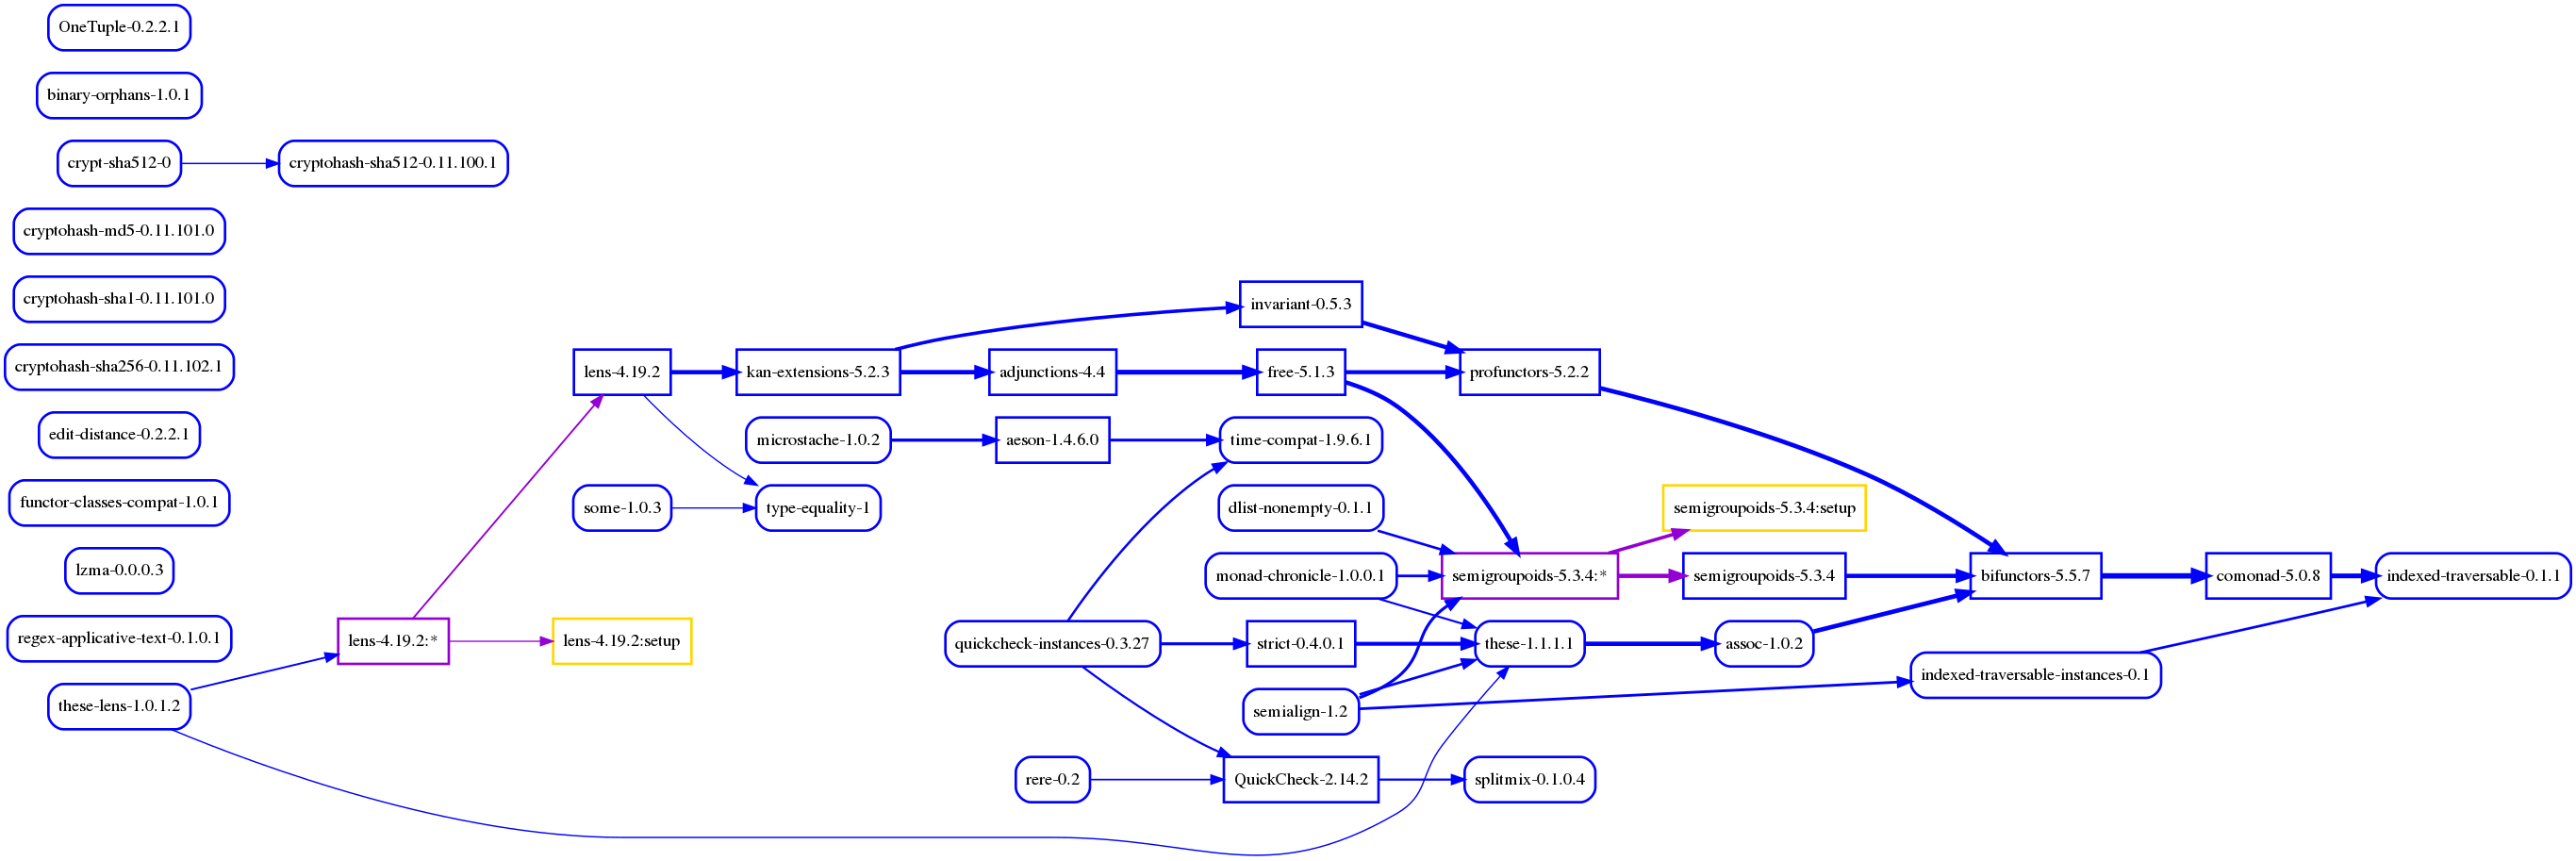 OneTuple-0.2.2.1
binary-orphans-1.0.1
crypt-sha512-0
cryptohash-sha512-0.11.100.1
cryptohash-md5-0.11.101.0
cryptohash-sha1-0.11.101.0
cryptohash-sha256-0.11.102.1
edit-distance-0.2.2.1
functor-classes-compat-1.0.1
lzma-0.0.0.3
regex-applicative-text-0.1.0.1
these-lens-1.0.1.2
lens-4.19.2:*
lens-4.19.2
lens-4.19.2:setup
some-1.0.3
kan-extensions-5.2.3
microstache-1.0.2
type-equality-1
adjunctions-4.4
aeson-1.4.6.0
quickcheck-instances-0.3.27
rere-0.2
invariant-0.5.3
free-5.1.3
time-compat-1.9.6.1
dlist-nonempty-0.1.1
monad-chronicle-1.0.0.1
strict-0.4.0.1
semialign-1.2
QuickCheck-2.14.2
profunctors-5.2.2
semigroupoids-5.3.4:*
these-1.1.1.1
splitmix-0.1.0.4
semigroupoids-5.3.4:setup
semigroupoids-5.3.4
assoc-1.0.2
bifunctors-5.5.7
indexed-traversable-instances-0.1
comonad-5.0.8
indexed-traversable-0.1.1